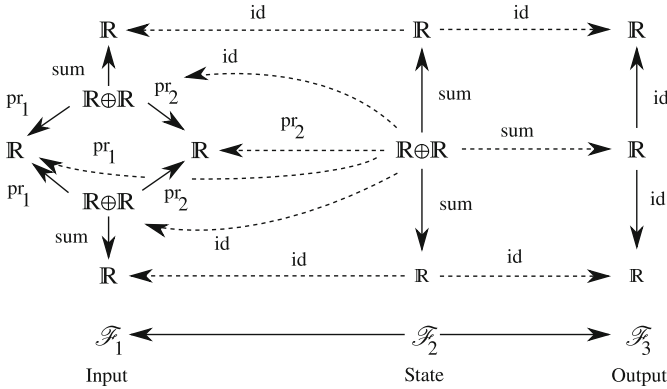 id id
ℝ ℝ ℝ
sum id
pr₁ ℝ⊕ℝ pr₂ sum id
ℝ pr₁ ℝ pr₂ ℝ⊕ℝ sum ℝ
pr₁ ℝ⊕ℝ pr₂ sum id
sum id
id id
ℝ ℝ ℝ
ℱ₁ ℱ₂ ℱ₃
Input State Output